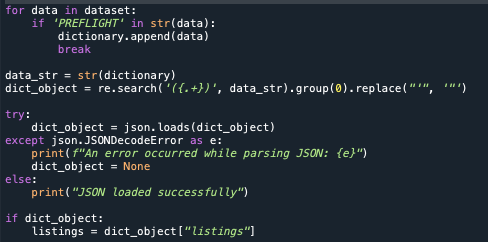 for data in dataset:
    if 'PREFLIGHT' in str(data):
        dictionary.append(data)
        break

data_str = str(dictionary)
dict_object = re.search('({.+})', data_str).group(0).replace("'", '"')

try:
    dict_object = json.loads(dict_object)
except json.JSONDecodeError as e:
    print(f"An error occurred while parsing JSON: {e}")
    dict_object = None
else:
    print("JSON loaded successfully")

if dict_object:
    listings = dict_object["listings"]